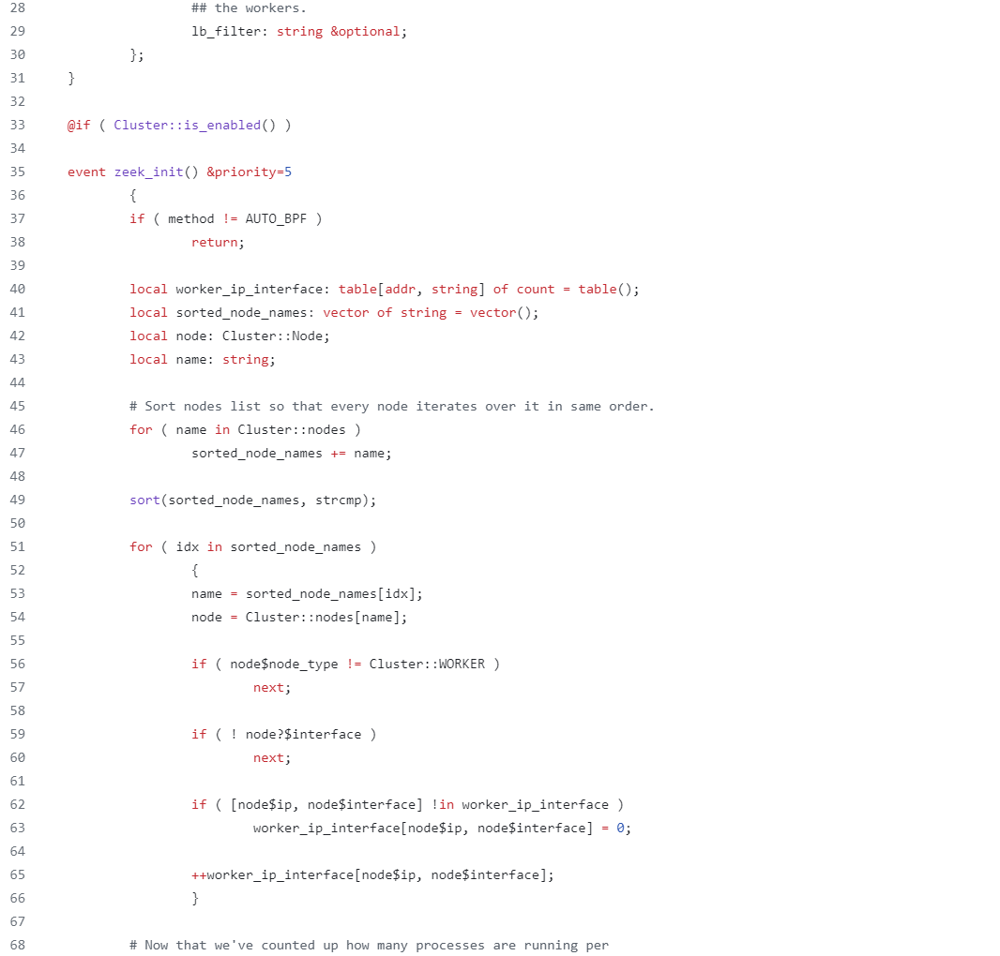 28 ## the workers.
29 lb_filter: string &optional;
30 };
31 }
32
33 @if ( Cluster::is_enabled() )
34
35 event zeek_init() &priority=5
36 {
37 if ( method != AUTO_BPF )
38 return;
39
40 local worker_ip_interface: table[addr, string] of count = table();
41 local sorted_node_names: vector of string = vector();
42 local node: Cluster::Node;
43 local name: string;
44
45 # Sort nodes list so that every node iterates over it in same order.
46 for ( name in Cluster::nodes )
47 sorted_node_names += name;
48
49 sort(sorted_node_names, strcmp);
50
51 for ( idx in sorted_node_names )
52 {
53 name = sorted_node_names[idx];
54 node = Cluster::nodes[name];
55
56 if ( node$node_type != Cluster::WORKER )
57 next;
58
59 if ( ! node?$interface )
60 next;
61
62 if ( [node$ip, node$interface] !in worker_ip_interface )
63 worker_ip_interface[node$ip, node$interface] = 0;
64
65 ++worker_ip_interface[node$ip, node$interface];
66 }
67
68 # Now that we've counted up how many processes are running per